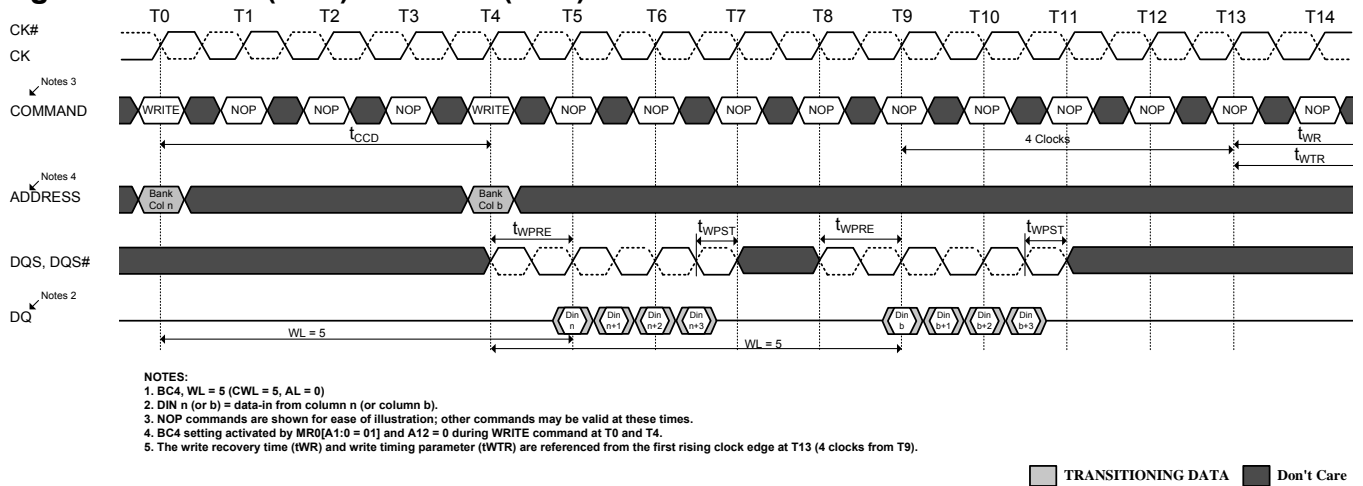 T0 T1 T2 T3 T4 T5 T6 T7 T8 T9 T10 T11 T12 T13 T14
CK#
CK
Notes 3
COMMAND WRITE NOP NOP NOP WRITE NOP NOP NOP NOP NOP NOP NOP NOP NOP NOP
tCCD 4 Clocks tWR
tWTR
Notes 4
ADDRESS
Bank Col n
Bank Col b
tWPRE tWPST tWPRE tWPST
DQS, DQS#
Notes 2
DQ
Din n
Din n+1
Din n+2
Din n+3
Din b
Din b+1
Din b+2
Din b+3
WL = 5
WL = 5
NOTES:
1. BC4, WL = 5 (CWL = 5, AL = 0)
2. DIN n (or b) = data-in from column n (or column b).
3. NOP commands are shown for ease of illustration; other commands may be valid at these times.
4. BC4 setting activated by MR0[A1:0 = 01] and A12 = 0 during WRITE command at T0 and T4.
5. The write recovery time (tWR) and write timing parameter (tWTR) are referenced from the first rising clock edge at T13 (4 clocks from T9).
TRANSITIONING DATA Don't Care